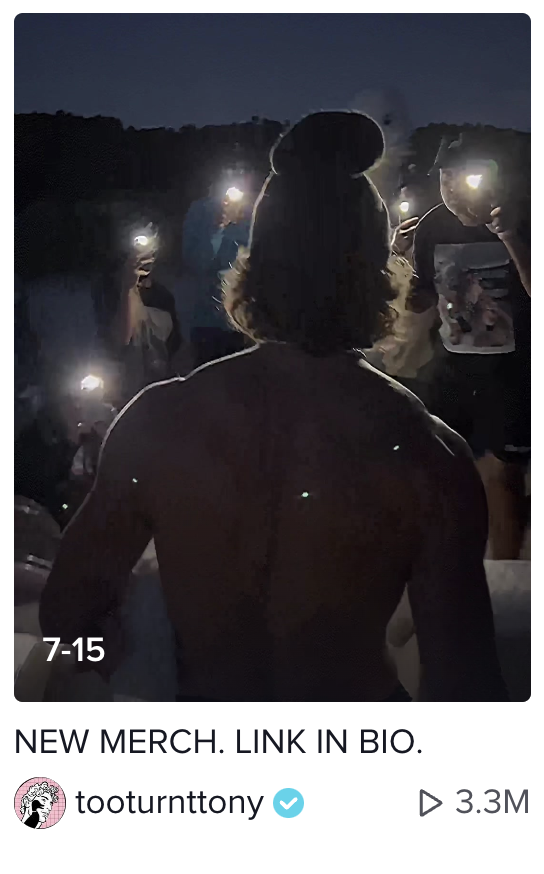 7-15
NEW MERCH. LINK IN BIO.
tooturnttony
3.3M